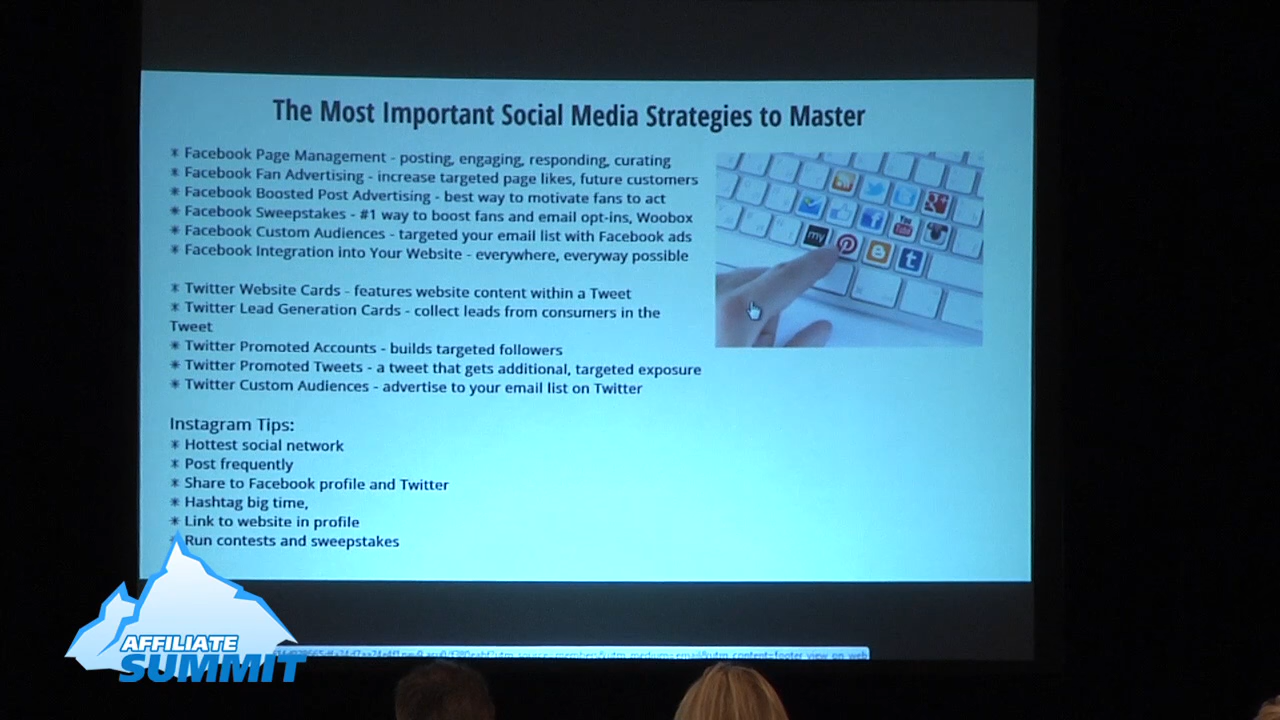 The Most Important Social Media Strategies to Master
* Facebook Page Management - posting, engaging, responding, curating
* Facebook Fan Advertising - increase targeted page likes, future customers
* Facebook Boosted Post Advertising - best way to motivate fans to act
* Facebook Sweepstakes - #1 way to boost fans and email opt-ins, Woobox
* Facebook Custom Audiences - targeted your email list with Facebook ads
* Facebook Integration into Your Website - everywhere, everyway possible
* Twitter Website Cards - features website content within a Tweet
* Twitter Lead Generation Cards - collect leads from consumers in the
Tweet
* Twitter Promoted Accounts - builds targeted followers
* Twitter Promoted Tweets - a tweet that gets additional, targeted exposure
* Twitter Custom Audiences - advertise to your email list on Twitter
Instagram Tips:
* Hottest social network
* Post frequently
* Share to Facebook profile and Twitter
* Hashtag big time,
* Link to website in profile
* Run contests and sweepstakes
my
You
Tube
AFFILIATE
SUMMIT